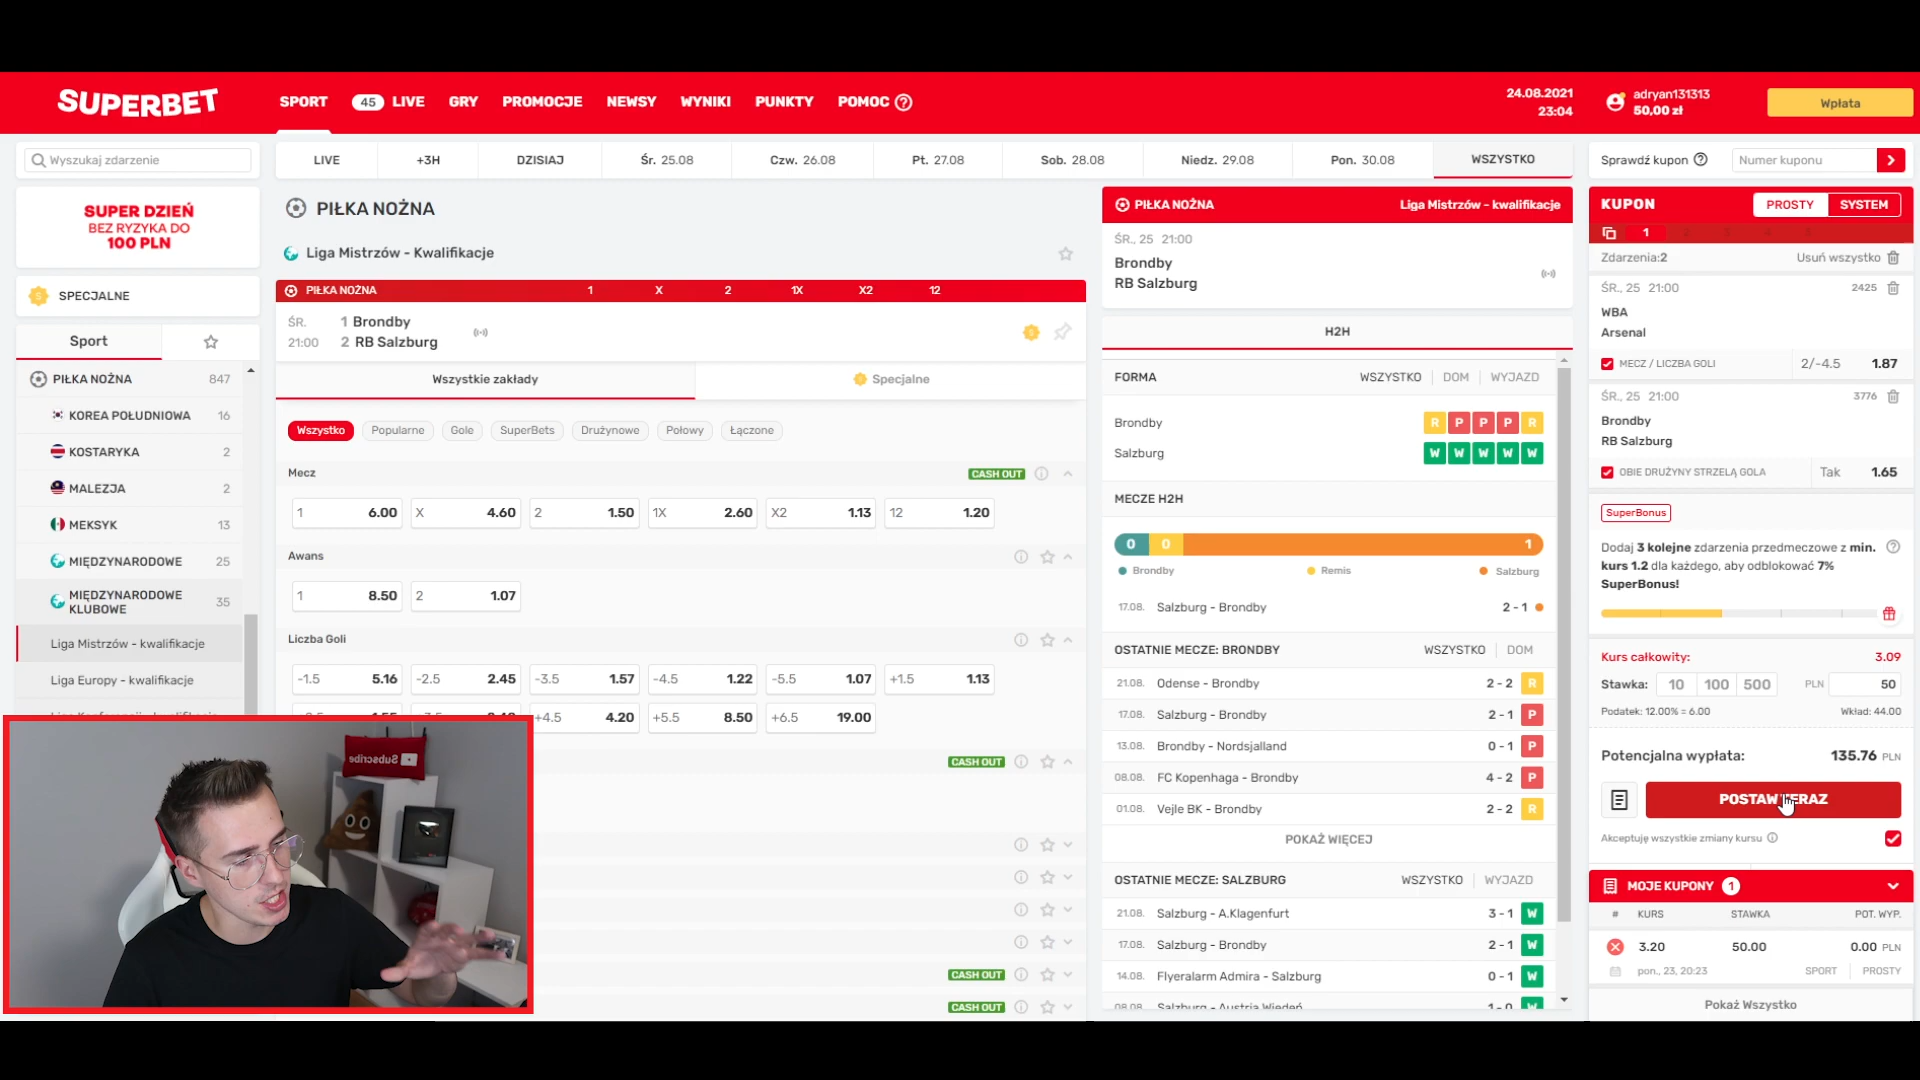 SUPERBET
SPORT
45 LIVE
GRY
PROMOCJE
NEWSY
WYNIKI
PUNKTY
POMOC
24.08.2021
23:04
adryan131313
50,00 zł
Wpłata
Wyszukaj zdarzenie
LIVE
+3H
DZISIAJ
Śr. 25.08
Czw. 26.08
Pt. 27.08
Sob. 28.08
Niedz. 29.08
Pon. 30.08
WSZYSTKO
Sprawdź kupon
Numer kuponu
SUPER DZIEŃ
BEZ RYZYKA DO
100 PLN
SPECJALNE
Sport
PIŁKA NOŻNA 847
KOREA POŁUDNIOWA 16
KOSTARYKA 2
MALEZJA 2
MEKSYK 13
MIĘDZYNARODOWE 25
MIĘDZYNARODOWE
KLUBOWE 35
Liga Mistrzów - kwalifikacje
Liga Europy - kwalifikacje
PIŁKA NOŻNA
Liga Mistrzów - Kwalifikacje
PIŁKA NOŻNA 1 X 2 1X X2 12
ŚR. 1 Brondby
21:00 2 RB Salzburg
Wszystkie zakłady
Specjalne
Wszystko Popularne Gole SuperBets Drużynowe Połowy Łączone
Mecz CASH OUT
1 6.00 X 4.60 2 1.50 1X 2.60 X2 1.13 12 1.20
Awans
1 8.50 2 1.07
Liczba Goli
-1.5 5.16 -2.5 2.45 -3.5 1.57 -4.5 1.22 -5.5 1.07 +1.5 1.13
+4.5 4.20 +5.5 8.50 +6.5 19.00
CASH OUT
CASH OUT
CASH OUT
Subscribe
PIŁKA NOŻNA Liga Mistrzów - kwalifikacje
ŚR., 25 21:00
Brondby
RB Salzburg
H2H
FORMA WSZYSTKO DOM WYJAZD
Brondby R P P P R
Salzburg W W W W W
MECZE H2H
0 0 1
Brondby Remis Salzburg
17.08. Salzburg - Brondby 2 - 1
OSTATNIE MECZE: BRONDBY WSZYSTKO DOM
21.08. Odense - Brondby 2 - 2 R
17.08. Salzburg - Brondby 2 - 1 P
13.08. Brondby - Nordsjalland 0 - 1 P
08.08. FC Kopenhaga - Brondby 4 - 2 P
01.08. Vejle BK - Brondby 2 - 2 R
POKAŻ WIĘCEJ
OSTATNIE MECZE: SALZBURG WSZYSTKO WYJAZD
21.08. Salzburg - A.Klagenfurt 3 - 1 W
17.08. Salzburg - Brondby 2 - 1 W
14.08. Flyeralarm Admira - Salzburg 0 - 1 W
08.08. Salzburg - Austria Wiedeń 1 - 0 W
KUPON PROSTY SYSTEM
1
Zdarzenia:2 Usuń wszystko
ŚR., 25 21:00 2425
WBA
Arsenal
MECZ / LICZBA GOLI 2/-4.5 1.87
ŚR., 25 21:00 3776
Brondby
RB Salzburg
OBIE DRUŻYNY STRZELĄ GOLA Tak 1.65
SuperBonus
Dodaj 3 kolejne zdarzenia przedmeczowe z min.
kurs 1.2 dla każdego, aby odblokować 7%
SuperBonus!
Kurs całkowity: 3.09
Stawka: 10 100 500 PLN 50
Podatek: 12.00% = 6.00 Wkład: 44.00
Potencjalna wypłata: 135.76 PLN
POSTAW TERAZ
Akceptuję wszystkie zmiany kursu
MOJE KUPONY 1
# KURS STAWKA POT. WYP.
3.20 50.00 0.00 PLN
pon., 23, 20:23 SPORT PROSTY
Pokaż Wszystko